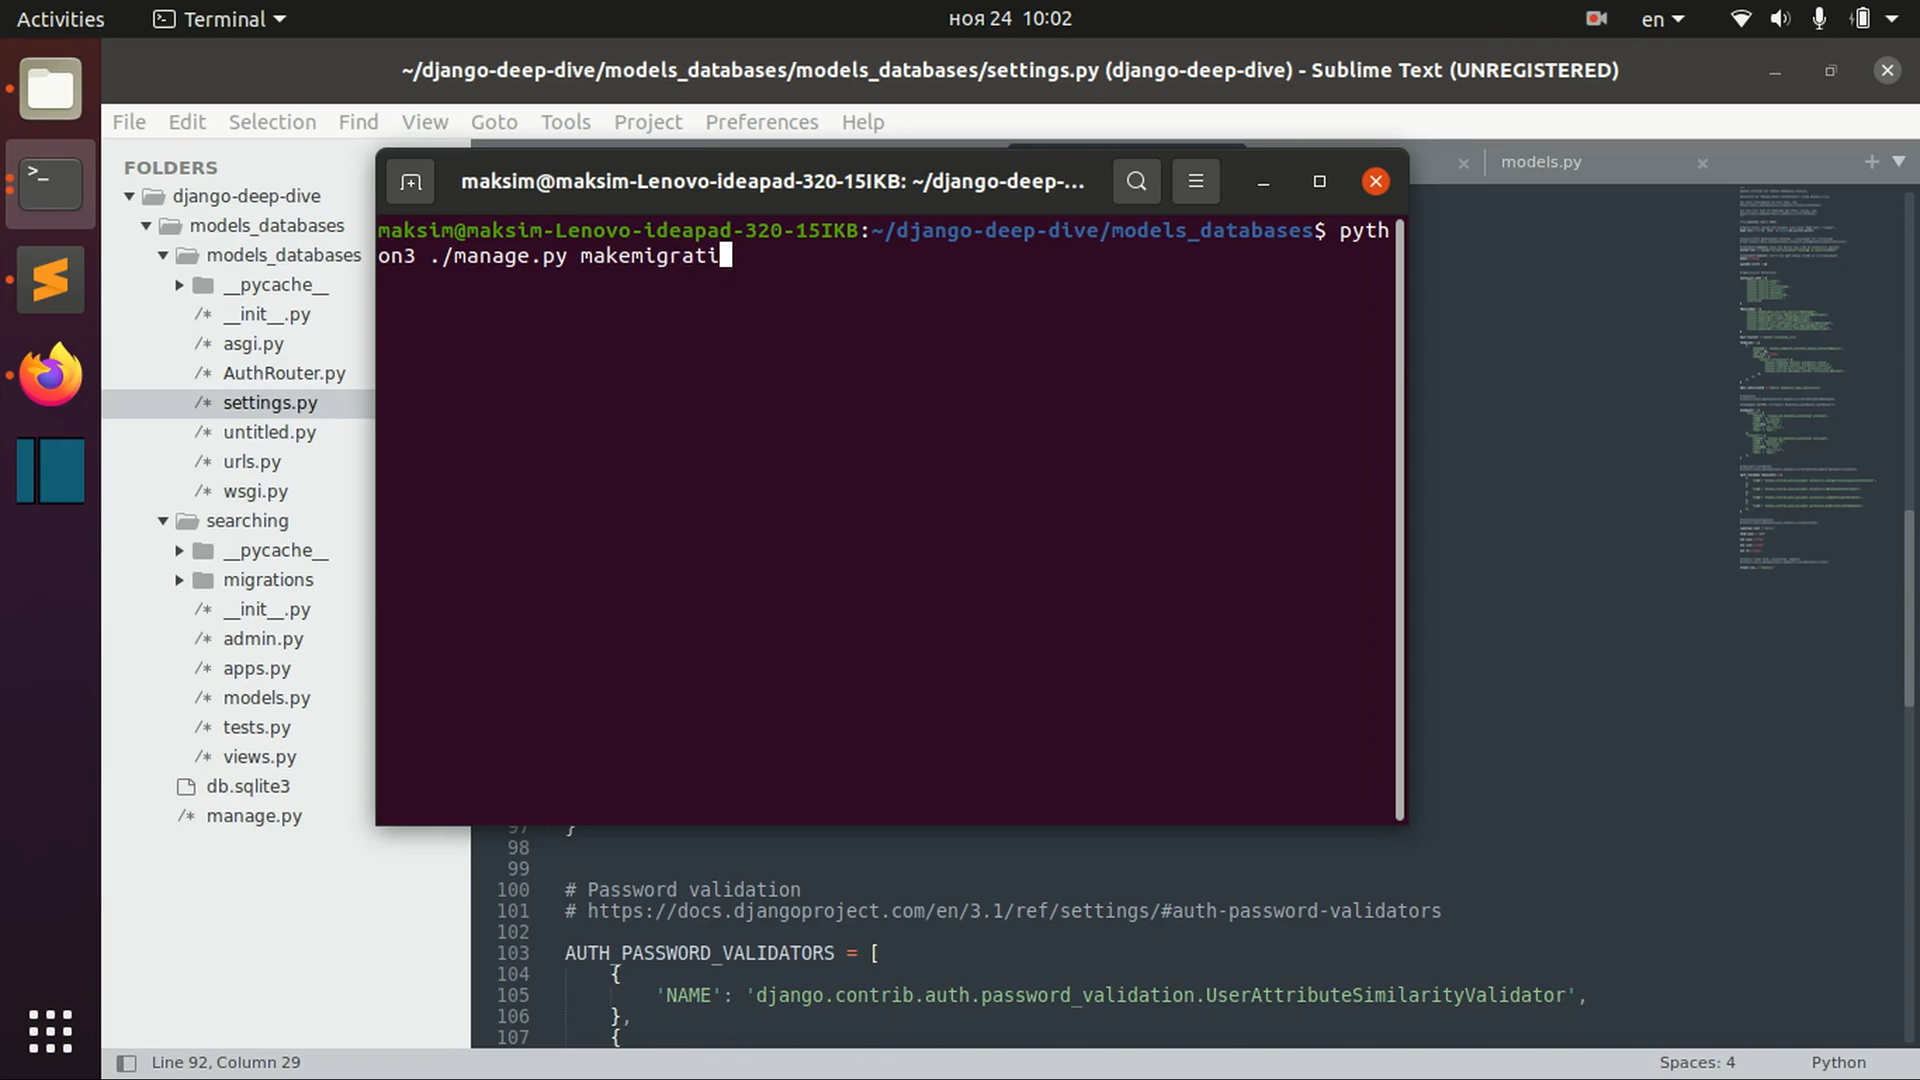 Activities
Terminal
ноя 24 10:02
en
~/django-deep-dive/models_databases/models_databases/settings.py (django-deep-dive) - Sublime Text (UNREGISTERED)
File Edit Selection Find View Goto Tools Project Preferences Help
FOLDERS
django-deep-dive
models_databases
models_databases
__pycache__
/* __init__.py
/* asgi.py
/* AuthRouter.py
/* settings.py
/* untitled.py
/* urls.py
/* wsgi.py
searching
__pycache__
migrations
/* __init__.py
/* admin.py
/* apps.py
/* models.py
/* tests.py
/* views.py
db.sqlite3
/* manage.py
models.py
maksim@maksim-Lenovo-ideapad-320-15IKB: ~/django-deep-...
maksim@maksim-Lenovo-ideapad-320-15IKB:~/django-deep-dive/models_databases$ pyth
on3 ./manage.py makemigrati
97 }
98
99
100 # Password validation
101 # https://docs.djangoproject.com/en/3.1/ref/settings/#auth-password-validators
102
103 AUTH_PASSWORD_VALIDATORS = [
104 {
105 'NAME': 'django.contrib.auth.password_validation.UserAttributeSimilarityValidator',
106 },
107 {
Line 92, Column 29
Spaces: 4
Python